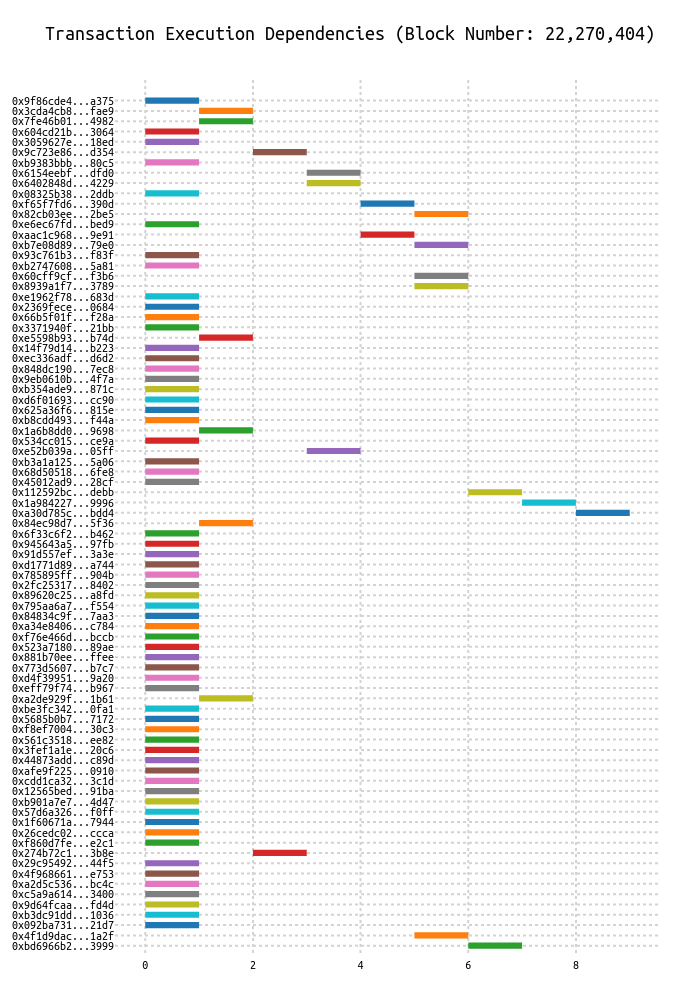 Transaction Execution Dependencies (Block Number: 22,270,404)
0x9f86cde4...a375
0x3cda4cb8...fae9
0x7fe46b01...4982
0x604cd21b...3064
0x3059627e...18ed
0x9c723e86...d354
0xb9383bbb...80c5
0x6154eebf...dfd0
0x6402848d...4229
0x08325b38...2ddb
0xf65f7fd6...390d
0x82cb03ee...2be5
0xe6ec67fd...bed9
0xaac1c968...9e91
0xb7e08d89...79e0
0x93c761b3...f83f
0xb2747608...5a81
0x60cff9cf...f3b6
0x8939a1f7...3789
0xe1962f78...683d
0x2369fece...0684
0x66b5f01f...f28a
0x3371940f...21bb
0xe5598b93...b74d
0x14f79d14...b223
0xec336adf...d6d2
0x848dc190...7ec8
0x9eb0610b...4f7a
0xb354ade9...871c
0xd6f01693...cc90
0x625a36f6...815e
0xb8cdd493...f44a
0x1a6b8dd0...9698
0x534cc015...ce9a
0xe52b039a...05ff
0xb3a1a125...5a06
0x68d50518...6fe8
0x45012ad9...28cf
0x112592bc...debb
0x1a984227...9996
0xa30d785c...bdd4
0x84ec98d7...5f36
0x6f33c6f2...b462
0x945643a5...97fb
0x91d557ef...3a3e
0xd1771d89...a744
0x785895ff...904b
0x2fc25317...8402
0x89620c25...a8fd
0x795aa6a7...f554
0x84834c9f...7aa3
0xa34e8406...c784
0xf76e466d...bccb
0x523a7180...89ae
0x881b70ee...ffee
0x773d5607...b7c7
0xd4f39951...9a20
0xeff79f74...b967
0xa2de929f...1b61
0xbe3fc342...0fa1
0x5685b0b7...7172
0xf8ef7004...30c3
0x561c3518...ee82
0x3fef1a1e...20c6
0x44873add...c89d
0xafe9f225...0910
0xcdd1ca32...3c1d
0x12565bed...91ba
0xb901a7e7...4d47
0x57d6a326...f0ff
0x1f60671a...7944
0x26cedc02...ccca
0xf860d7fe...e2c1
0x274b72c1...3b8e
0x29c95492...44f5
0x4f968661...e753
0xa2d5c536...bc4c
0xc5a9a614...3400
0x9d64fcaa...fd4d
0xb3dc91dd...1036
0x092ba731...21d7
0x4f1d9dac...1a2f
0xbd6966b2...3999
0 2 4 6 8